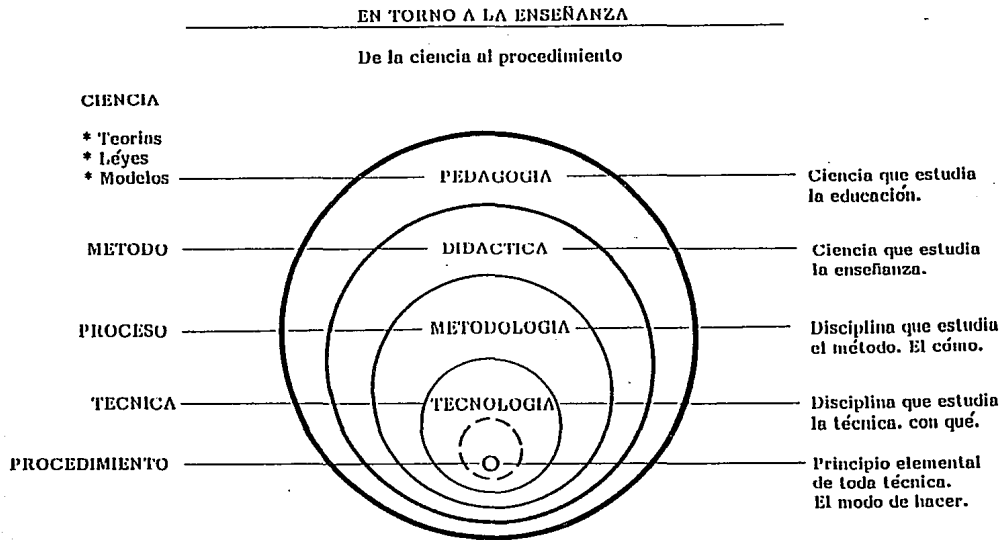 EN TORNO A LA ENSEÑANZA
De la ciencia al procedimiento
CIENCIA
* Teorias
* Léyes
* Modelos
PEDAGOGIA
Ciencia que estudia
la educación.
METODO
DIDACTICA
Ciencia que estudia
la enseñanza.
PROCESO
METODOLOGIA
Disciplina que estudia
el método. El cómo.
TECNICA
TECNOLOGIA
Disciplina que estudia
la técnica. con qué.
PROCEDIMIENTO
Principio elemental
de toda técnica.
El modo de hacer.